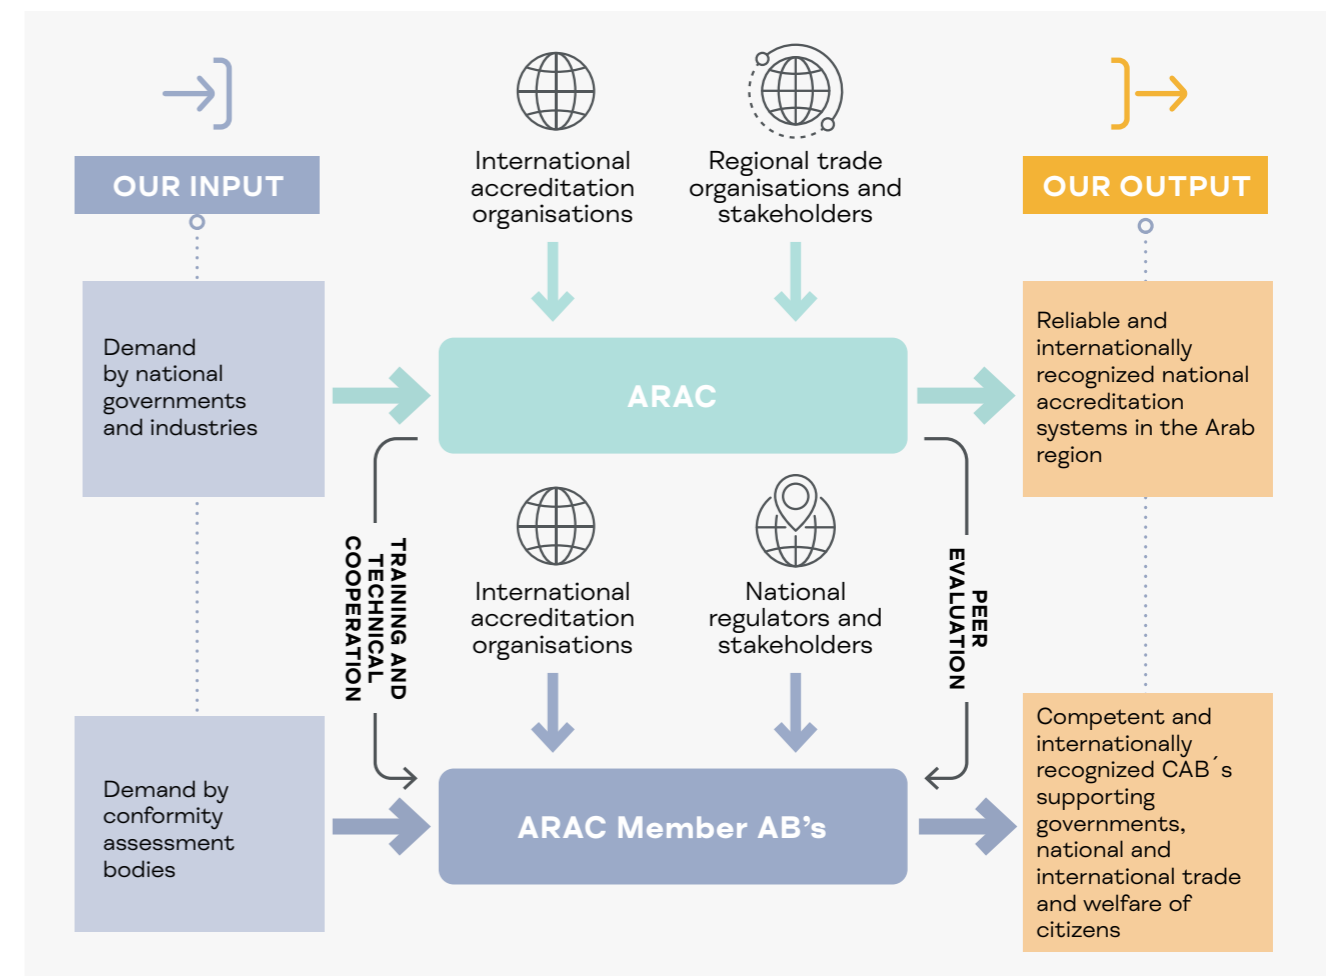 OUR INPUT
International
accreditation
organisations
Regional trade
organisations and
stakeholders
OUR OUTPUT
Demand
by national
governments
and industries
ARAC
Reliable and
internationally
recognized national
accreditation
systems in the Arab
region
TRAINING AND
TECHNICAL
COOPERATION
International
accreditation
organisations
National
regulators and
stakeholders
PEER
EVALUATION
Demand by
conformity
assessment
bodies
ARAC Member AB’s
Competent and
internationally
recognized CAB´s
supporting
governments,
national and
international trade
and welfare of
citizens